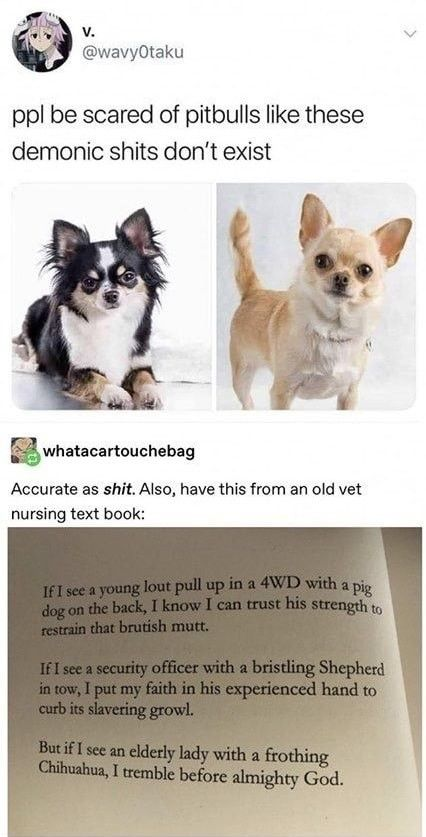 v.
@wavyOtaku
ppl be scared of pitbulls like these
demonic shits don't exist
whatacartouchebag
Accurate as shit. Also, have this from an old vet
nursing text book:
If I see a young lout pull up in a 4WD with a pig
dog on the back, I know I can trust his strength to
restrain that brutish mutt.
If I see a security officer with a bristling Shepherd
in tow, I put my faith in his experienced hand to
curb its slavering growl.
But if I see an elderly lady with a frothing
Chihuahua, I tremble before almighty God.